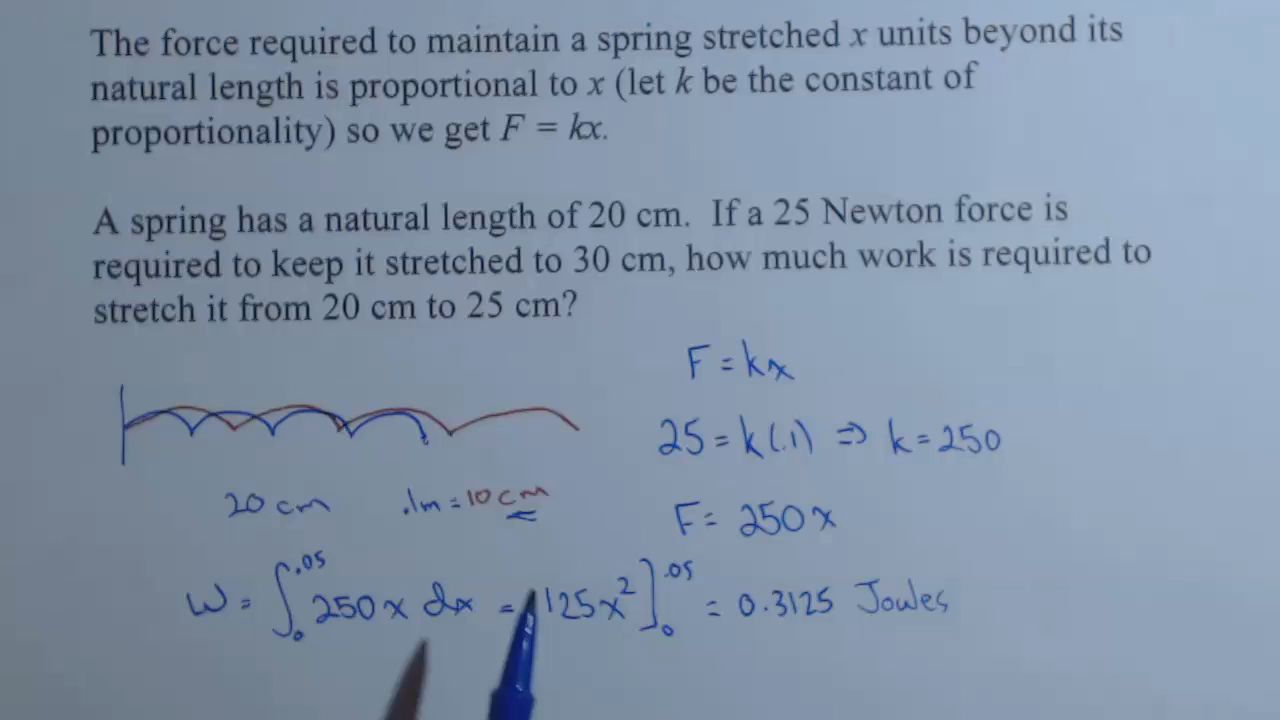 The force required to maintain a spring stretched x units beyond its
natural length is proportional to x (let k be the constant of
proportionality) so we get F = kx.
A spring has a natural length of 20 cm. If a 25 Newton force is
required to keep it stretched to 30 cm, how much work is required to
stretch it from 20 cm to 25 cm?
F = kx
25 = k(.1) ⇒ k = 250
20 cm .1m = 10 cm
F = 250x
W = ∫₀^.05 250x dx = 125x²]₀^.05 = 0.3125 Joules